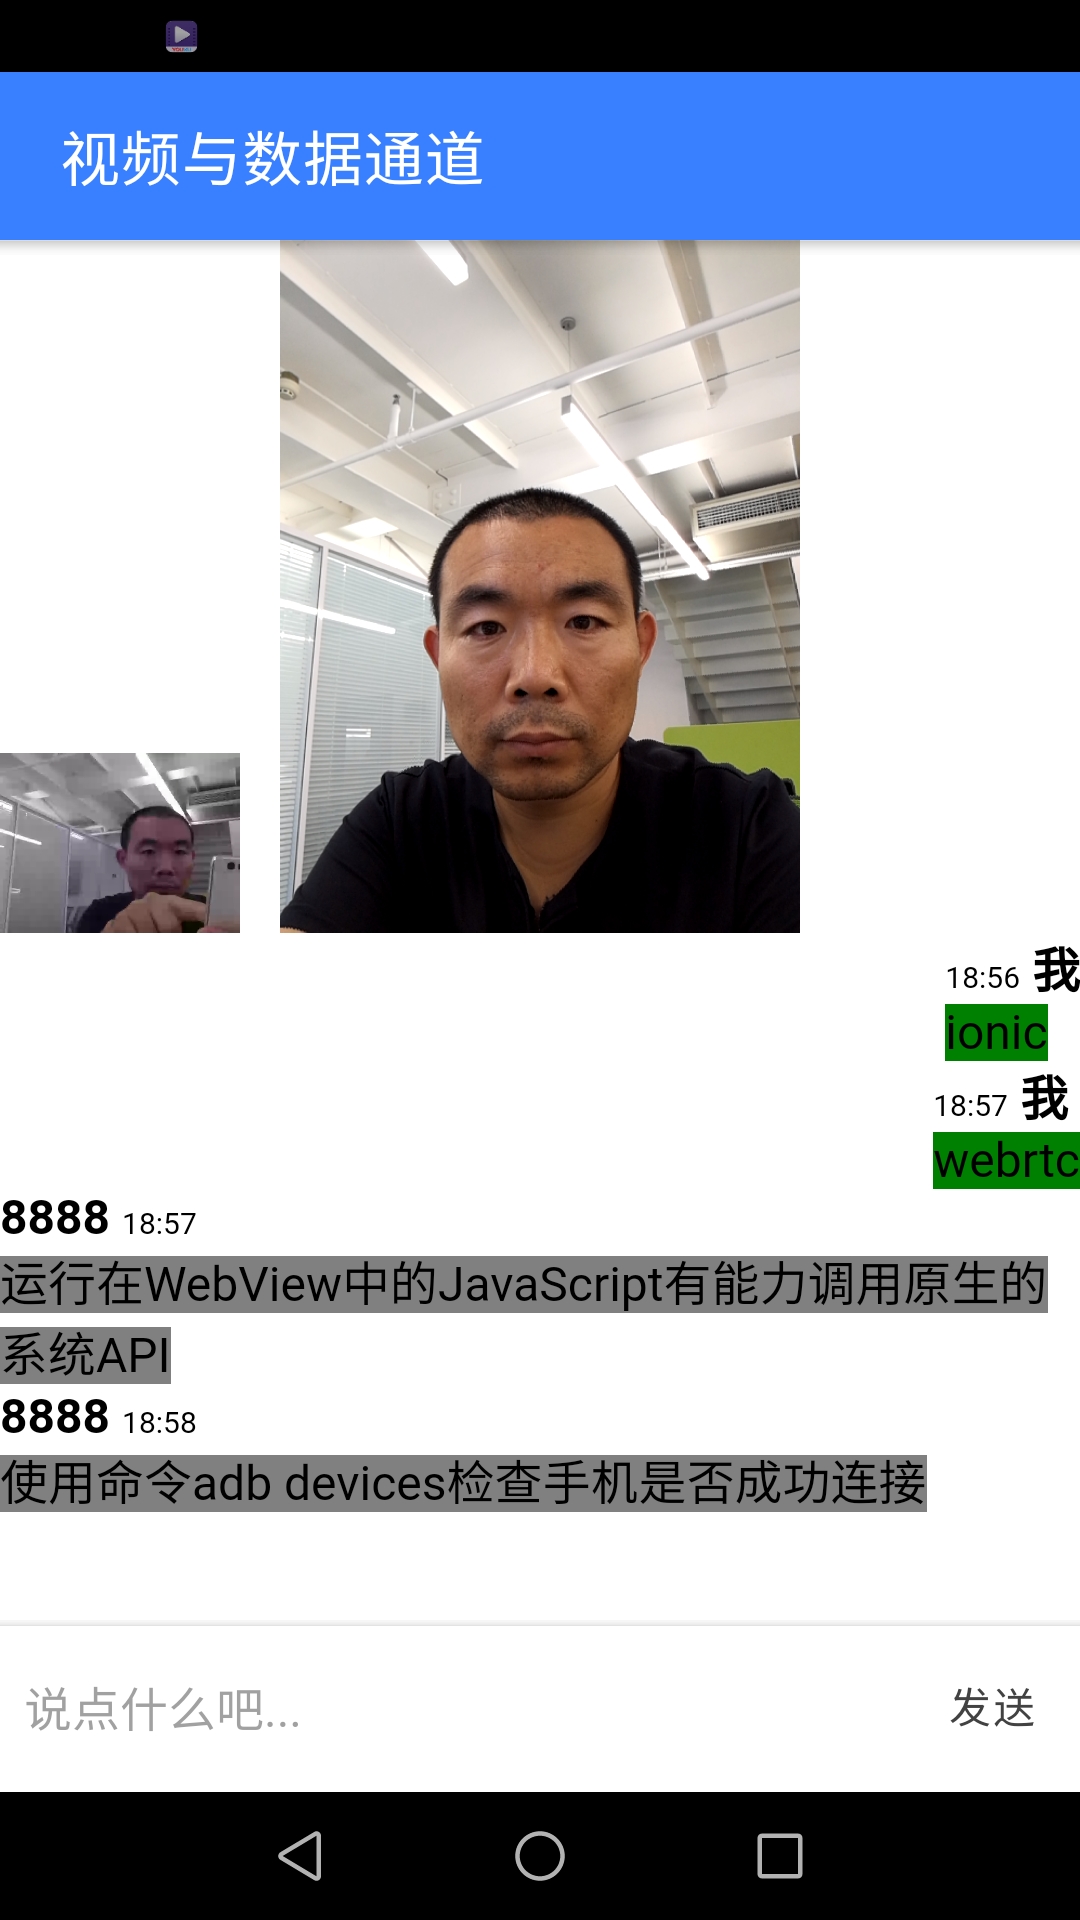 视频与数据通道
18:56 我
ionic
18:57 我
webrtc
8888 18:57
运行在WebView中的JavaScript有能力调用原生的
系统API
8888 18:58
使用命令adb devices检查手机是否成功连接
说点什么吧...
发送